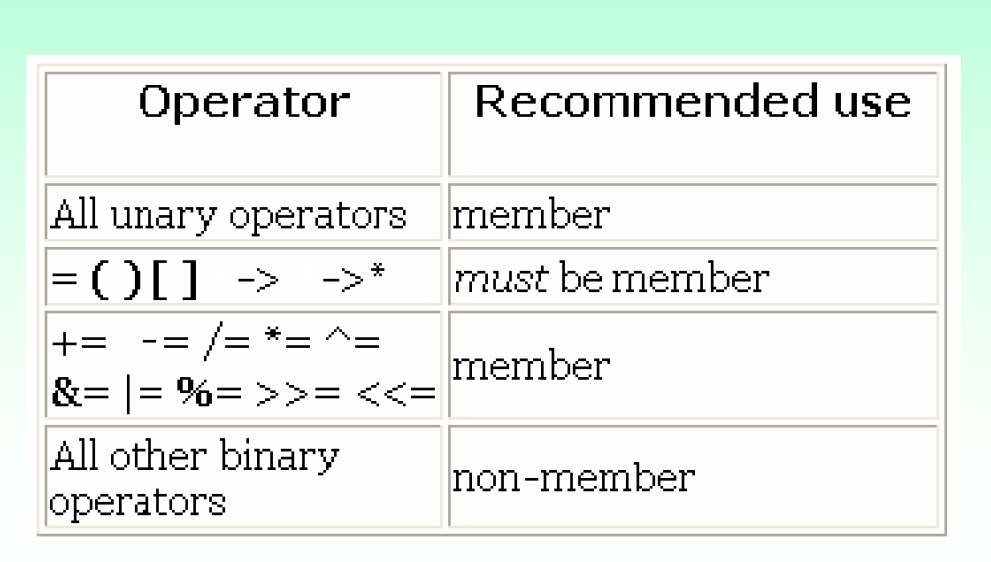 Operator
Recommended use
All unary operators
member
= ( ) [ ] -> ->*
must be member
+= -= /= *= ^=
&= |= %= >>= <<=
member
All other binary
operators
non-member